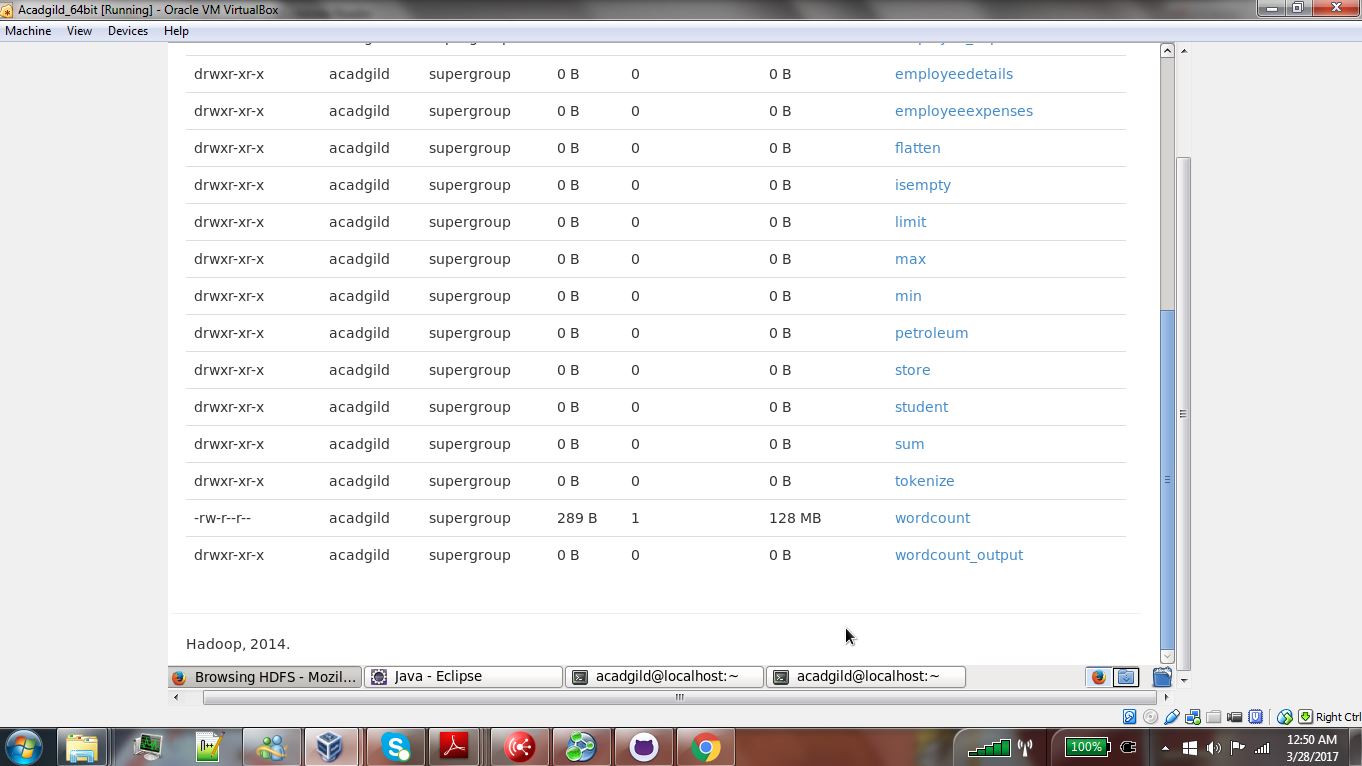 Acadgild_64bit [Running] - Oracle VM VirtualBox
Machine View Devices Help
drwxr-xr-x acadgild supergroup 0 B 0 0 B employeedetails
drwxr-xr-x acadgild supergroup 0 B 0 0 B employeeexpenses
drwxr-xr-x acadgild supergroup 0 B 0 0 B flatten
drwxr-xr-x acadgild supergroup 0 B 0 0 B isempty
drwxr-xr-x acadgild supergroup 0 B 0 0 B limit
drwxr-xr-x acadgild supergroup 0 B 0 0 B max
drwxr-xr-x acadgild supergroup 0 B 0 0 B min
drwxr-xr-x acadgild supergroup 0 B 0 0 B petroleum
drwxr-xr-x acadgild supergroup 0 B 0 0 B store
drwxr-xr-x acadgild supergroup 0 B 0 0 B student
drwxr-xr-x acadgild supergroup 0 B 0 0 B sum
drwxr-xr-x acadgild supergroup 0 B 0 0 B tokenize
-rw-r--r-- acadgild supergroup 289 B 1 128 MB wordcount
drwxr-xr-x acadgild supergroup 0 B 0 0 B wordcount_output
Hadoop, 2014.
Browsing HDFS - Mozil... Java - Eclipse acadgild@localhost:~ acadgild@localhost:~
Right Ctrl
100% 12:50 AM
3/28/2017